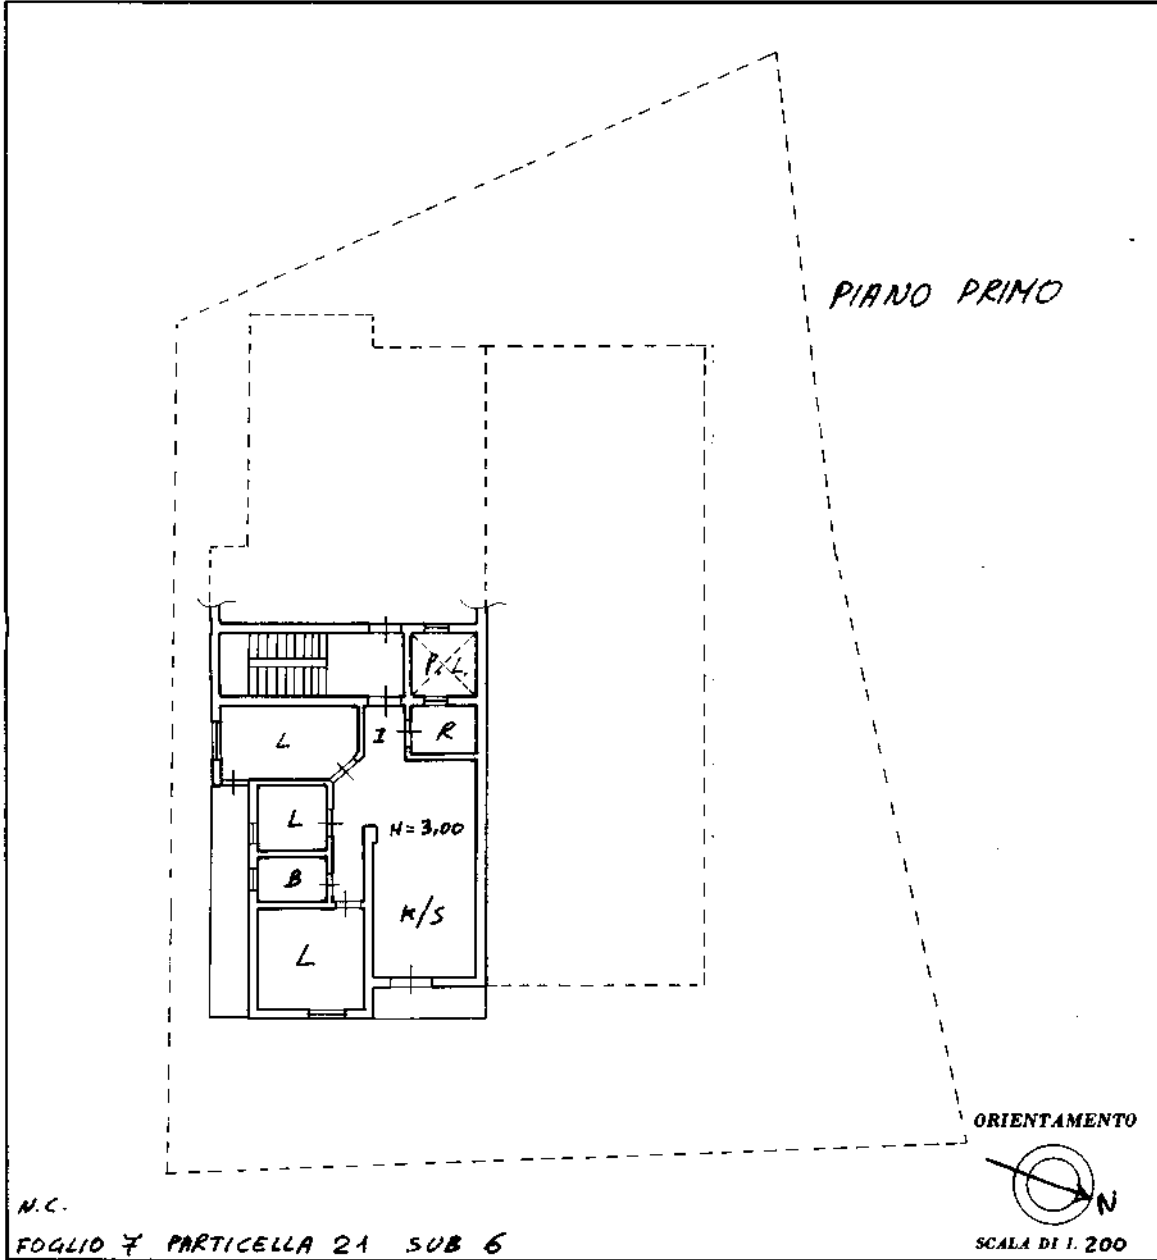 PIANO PRIMO
P. L.
L
I
R
L
H = 3,00
B
K/S
L
ORIENTAMENTO
N
N.C.
FOGLIO 7 PARTICELLA 21 SUB 6
SCALA DI 1: 200